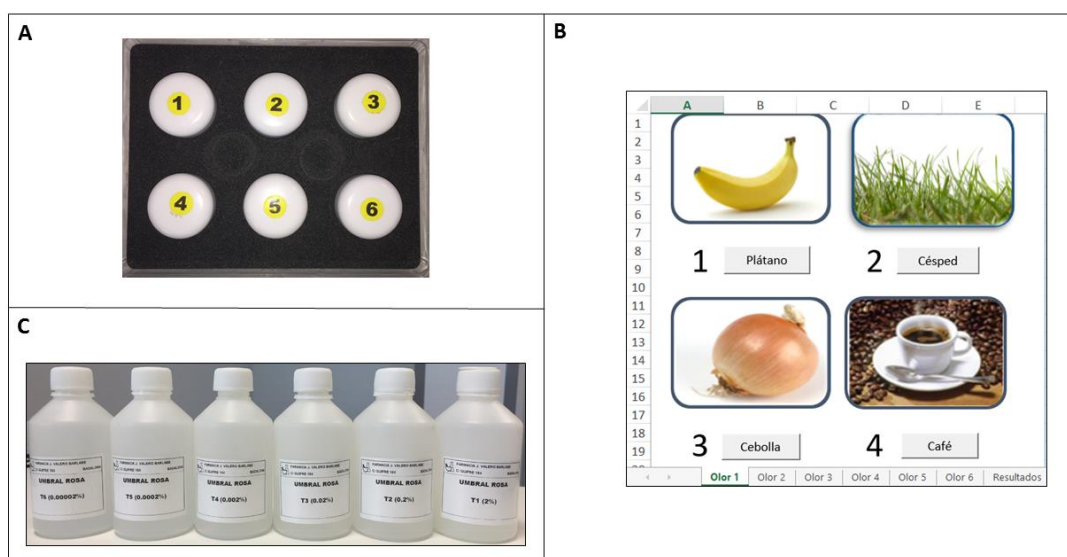 A
1 2 3
4 5 6
B
A B C D E
1
2
3
4
5
6
7
8
9
10
11
12
13
14
15
16
17
18
19
1 Plátano
2 Césped
3 Cebolla
4 Café
Olor 1 Olor 2 Olor 3 Olor 4 Olor 5 Olor 6 Resultados
C
UMBRAL ROSA
T6 (0.00002%)
UMBRAL ROSA
T5 (0.0002%)
UMBRAL ROSA
T4 (0.002%)
UMBRAL ROSA
T3 (0.02%)
UMBRAL ROSA
T2 (0.2%)
UMBRAL ROSA
T1 (2%)